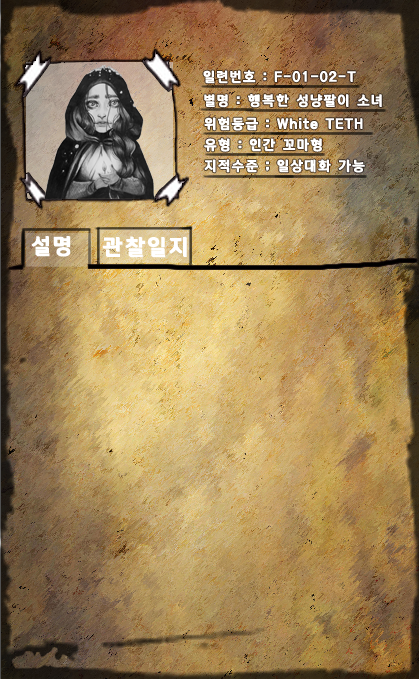 일련번호 : F-01-02-T
별명 : 행복한 성냥팔이 소녀
위험등급 : White TETH
유형 : 인간 꼬마형
지적수준 : 일상대화 가능
설명
관찰일지